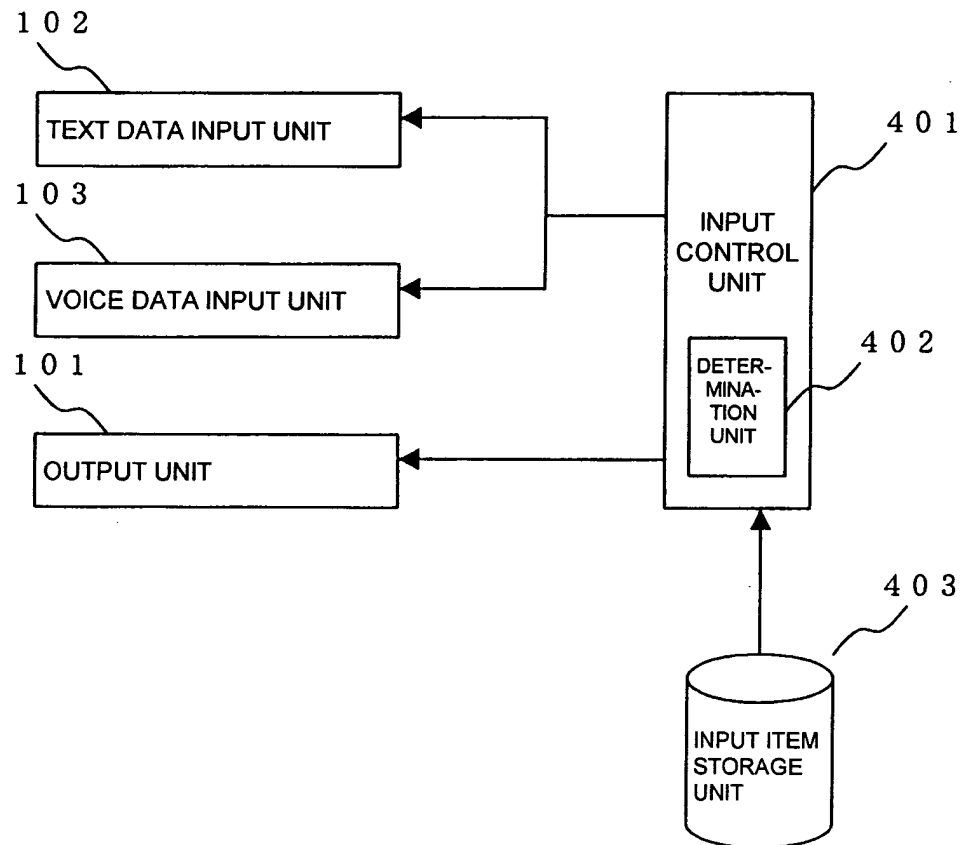 102
TEXT DATA INPUT UNIT
103
VOICE DATA INPUT UNIT
101
OUTPUT UNIT
401
INPUT
CONTROL
UNIT
402
DETER-
MINA-
TION
UNIT
403
INPUT ITEM
STORAGE
UNIT